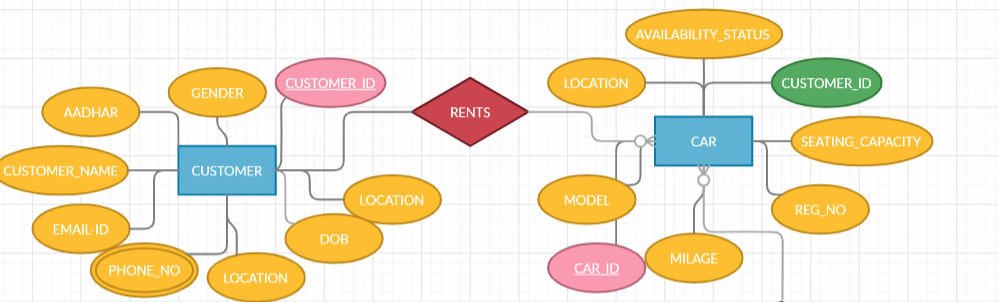 AVAILABILITY_STATUS
GENDER
CUSTOMER_ID
LOCATION
CUSTOMER_ID
AADHAR
RENTS
CUSTOMER
CAR
SEATING_CAPACITY
CUSTOMER_NAME
LOCATION
MODEL
REG_NO
EMAIL-ID
DOB
PHONE_NO
LOCATION
CAR_ID
MILAGE